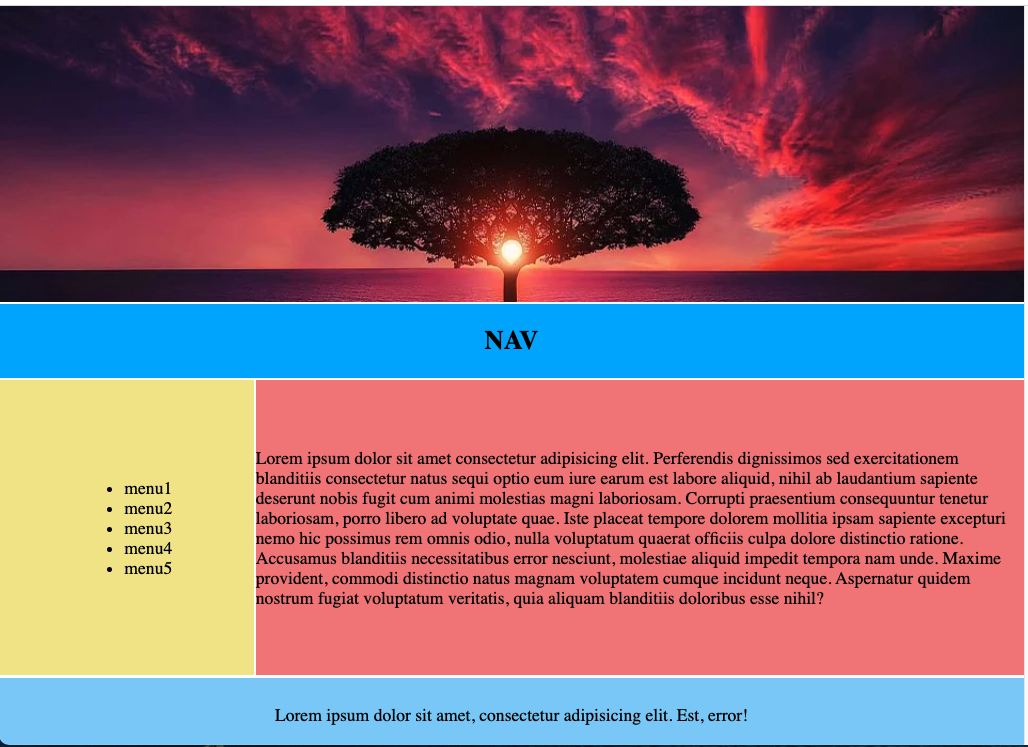 NAV
menu1
menu2
menu3
menu4
menu5
Lorem ipsum dolor sit amet consectetur adipisicing elit. Perferendis dignissimos sed exercitationem
blanditiis consectetur natus sequi optio eum iure earum est labore aliquid, nihil ab laudantium sapiente
deserunt nobis fugit cum animi molestias magni laboriosam. Corrupti praesentium consequuntur tenetur
laboriosam, porro libero ad voluptate quae. Iste placeat tempore dolorem mollitia ipsam sapiente excepturi
nemo hic possimus rem omnis odio, nulla voluptatum quaerat officiis culpa dolore distinctio ratione.
Accusamus blanditiis necessitatibus error nesciunt, molestiae aliquid impedit tempora nam unde. Maxime
provident, commodi distinctio natus magnam voluptatem cumque incidunt neque. Aspernatur quidem
nostrum fugiat voluptatum veritatis, quia aliquam blanditiis doloribus esse nihil?
Lorem ipsum dolor sit amet, consectetur adipisicing elit. Est, error!